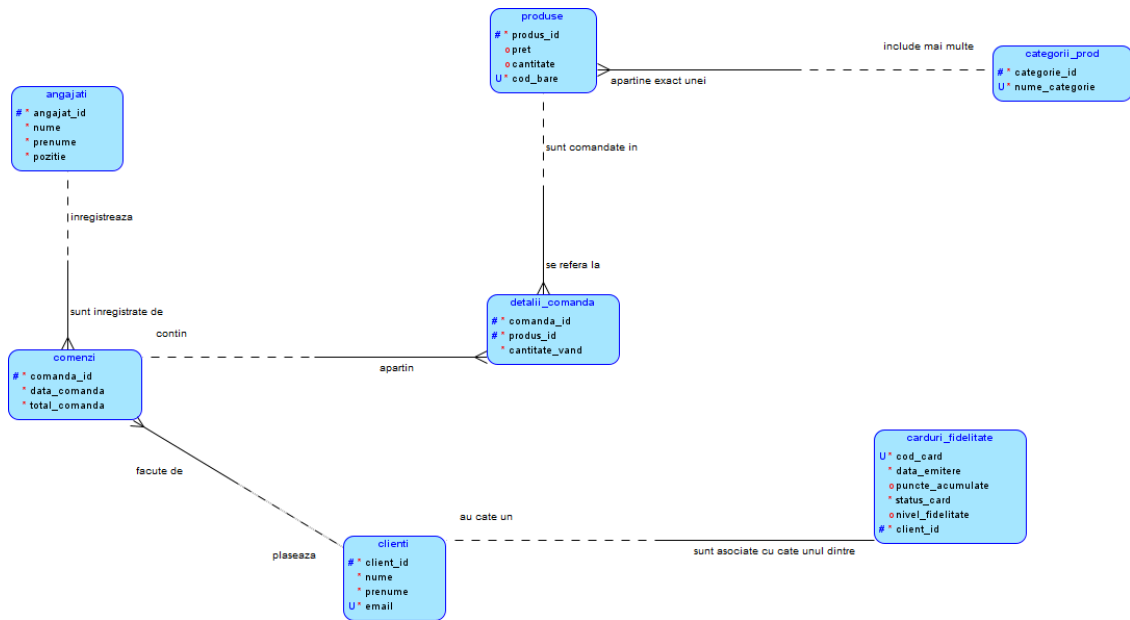 produse
# * produs_id
o pret
o cantitate
U * cod_bare
include mai multe
categorii_prod
# * categorie_id
U * nume_categorie
apartine exact unei
angajati
# * angajat_id
* nume
* prenume
* pozitie
sunt comandate in
inregistreaza
se refera la
sunt inregistrate de
detalii_comanda
# * comanda_id
# * produs_id
* cantitate_vand
contin
apartin
comenzi
# * comanda_id
* data_comanda
* total_comanda
carduri_fidelitate
U * cod_card
* data_emitere
o puncte_acumulate
* status_card
o nivel_fidelitate
# * client_id
facute de
au cate un
sunt asociate cu cate unul dintre
plaseaza
clienti
# * client_id
* nume
* prenume
U * email